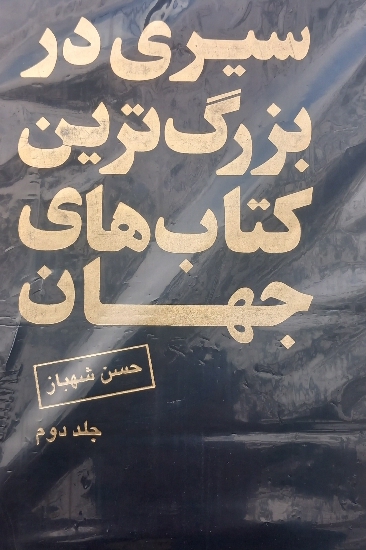 سیری در
بزرگ‌ترین
کتاب‌های
جهان
حسن شهباز
جلد دوم